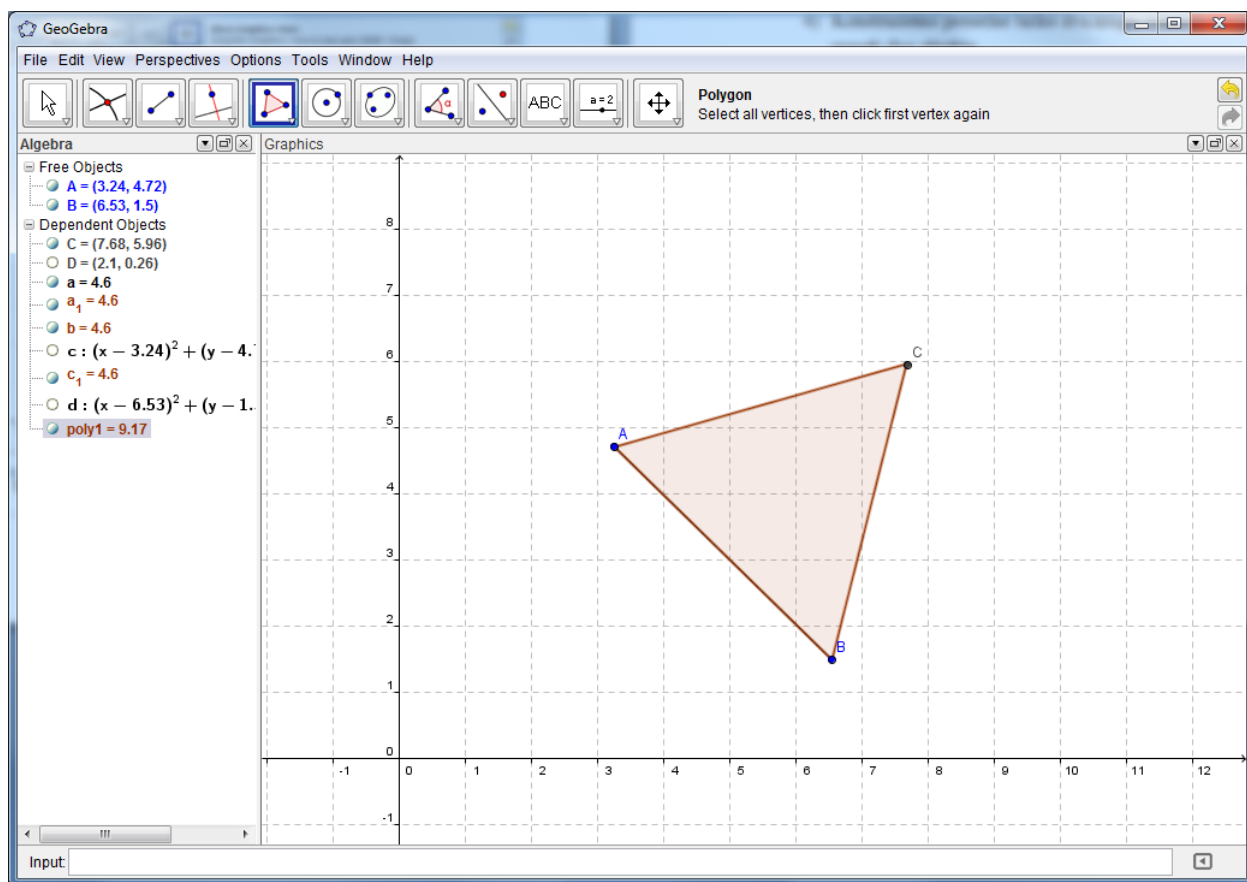 GeoGebra
File Edit View Perspectives Options Tools Window Help
ABC
a = 2
Polygon
Select all vertices, then click first vertex again
Algebra
Graphics
Free Objects
A = (3.24, 4.72)
B = (6.53, 1.5)
Dependent Objects
C = (7.68, 5.96)
D = (2.1, 0.26)
a = 4.6
a₁ = 4.6
b = 4.6
c : (x − 3.24)² + (y − 4.
c₁ = 4.6
d : (x − 6.53)² + (y − 1.
poly1 = 9.17
8
7
6
5
4
3
2
1
0
-1
-1 0 1 2 3 4 5 6 7 8 9 10 11 12
A
B
C
α
Input: